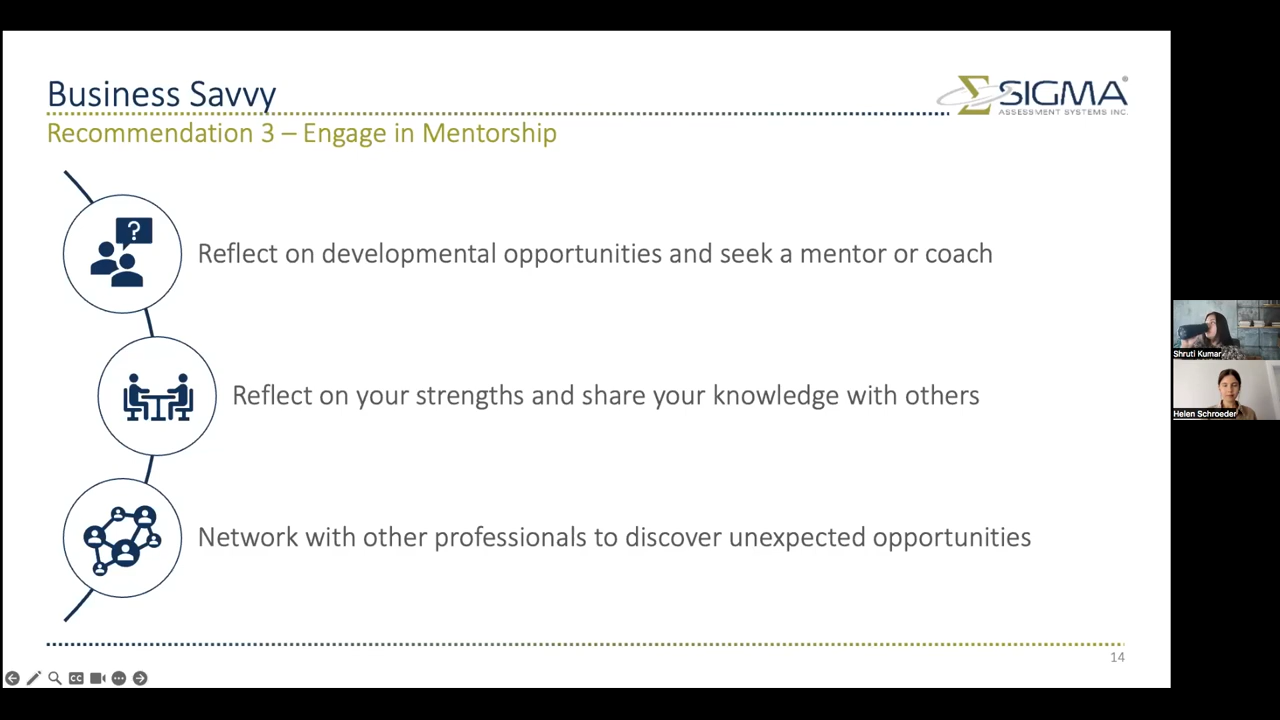 Business Savvy
SIGMA®
ASSESSMENT SYSTEMS INC.
Recommendation 3 – Engage in Mentorship
?
Reflect on developmental opportunities and seek a mentor or coach
Shruti Kumar
Reflect on your strengths and share your knowledge with others
Helen Schroeder
Network with other professionals to discover unexpected opportunities
14
CC